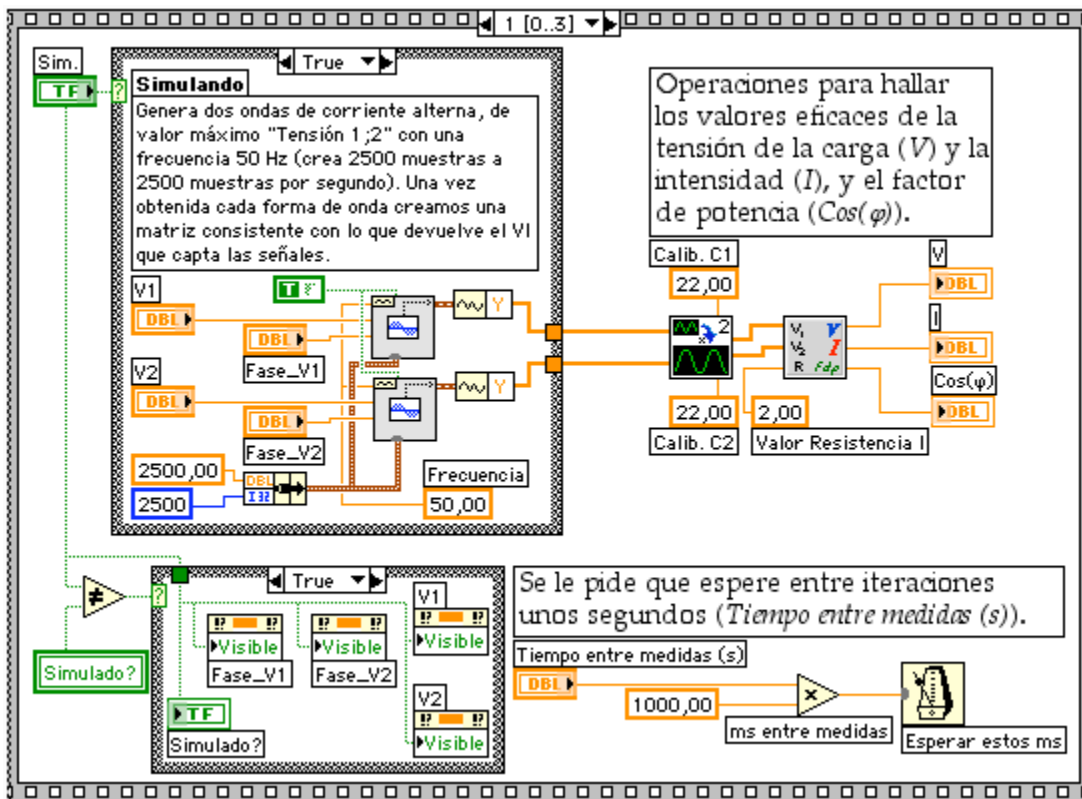 1 [0..3]
Sim.
TF
?
True
Simulando
Genera dos ondas de corriente alterna, de
valor máximo "Tensión 1 ;2" con una
frecuencia 50 Hz (crea 2500 muestras a
2500 muestras por segundo). Una vez
obtenida cada forma de onda creamos una
matriz consistente con lo que devuelve el VI
que capta las señales.
V1
DBL
T
DBL
Fase_V1
Y
V2
DBL
DBL
Fase_V2
Y
2500,00
2500
DBL
I32
Frecuencia
50,00
Operaciones para hallar
los valores eficaces de la
tensión de la carga (V) y la
intensidad (I), y el factor
de potencia (Cos(φ)).
Calib. C1
22,00
2
22,00
Calib. C2
V1 V
V2 I
R Fdp
2,00
Valor Resistencia I
V
DBL
I
DBL
Cos(φ)
DBL
≠
Simulado?
?
True
!? !?
Visible
Fase_V1
!? !?
Visible
Fase_V2
V1
!? !?
Visible
V2
!? !?
Visible
TF
Simulado?
Se le pide que espere entre iteraciones
unos segundos (Tiempo entre medidas (s)).
Tiempo entre medidas (s)
DBL
1000,00
x
ms entre medidas
Esperar estos ms